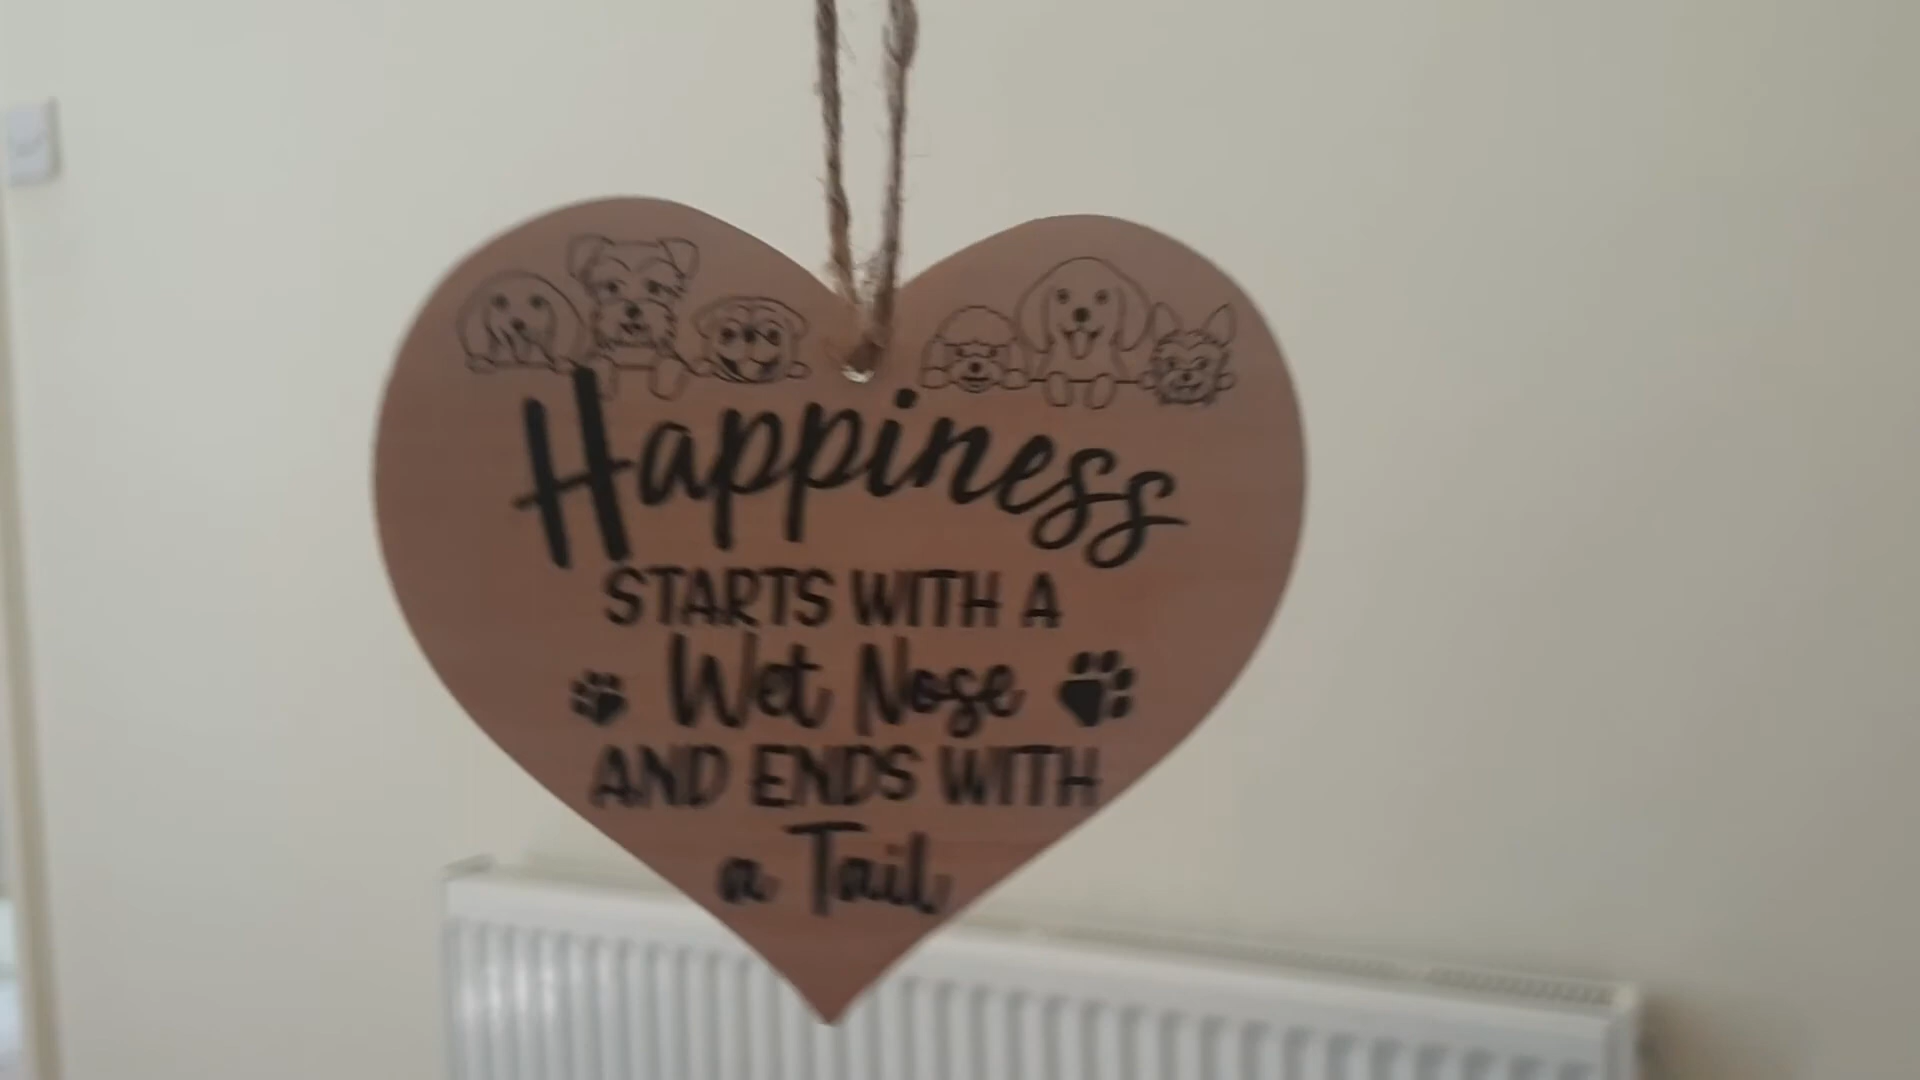 Happiness
STARTS WITH A
Wet Nose
AND ENDS WITH
a Tail